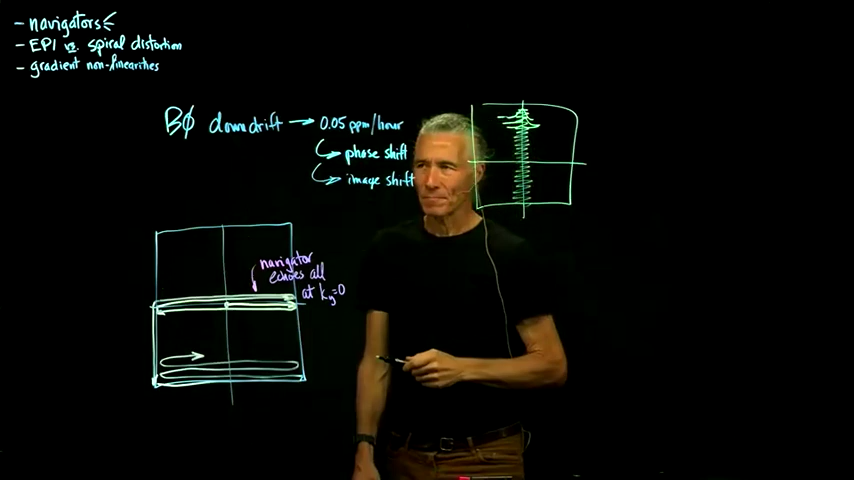 - navigators
- EPI vs. spiral distortion
- gradient non-linearities
BØ downdrift → 0.05 ppm/hour
→ phase shift
→ image shift
navigator
echoes all
at ky=0